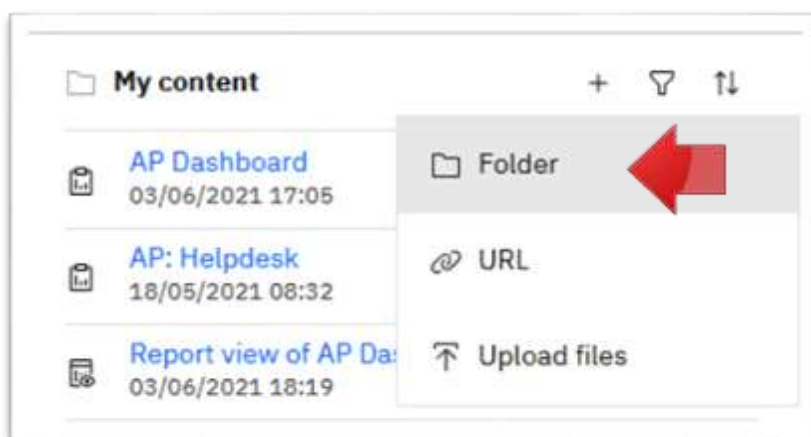 My content
AP Dashboard
03/06/2021 17:05
AP: Helpdesk
18/05/2021 08:32
Report view of AP Da
03/06/2021 18:19
Folder
URL
Upload files